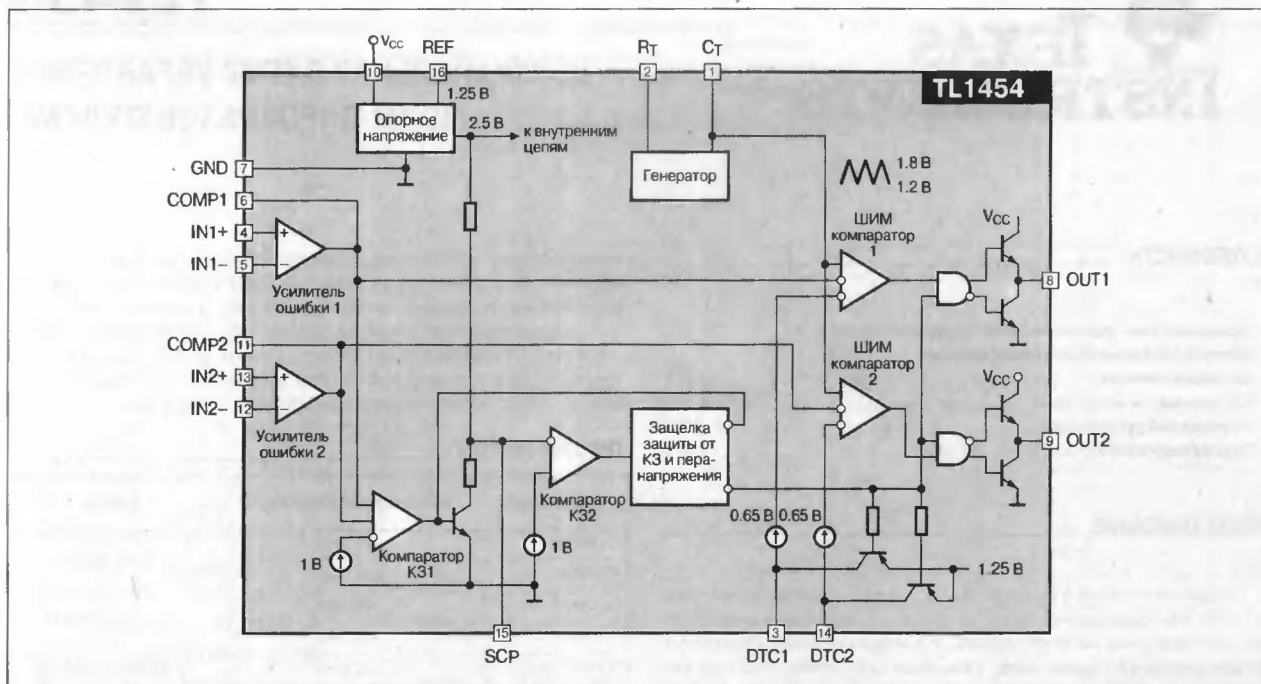 VCC
REF
RT
CT
10
16
2
1
TL1454
1.25 В
Опорное
напряжение
2.5 В
к внутренним
цепям
Генератор
1.8 В
1.2 В
GND
7
COMP1
6
IN1+
4
+
IN1–
5
–
Усилитель
ошибки 1
ШИМ
компаратор
1
VCC
8
OUT1
COMP2
11
IN2+
13
+
IN2–
12
–
Усилитель
ошибки 2
ШИМ
компаратор
2
VCC
9
OUT2
Защелка
защиты от
КЗ и пера-
напряжения
Компаратор
КЗ2
0.65 В
0.65 В
1 В
Компаратор
КЗ1
1 В
1.25 В
15
SCP
3
14
DTC1
DTC2